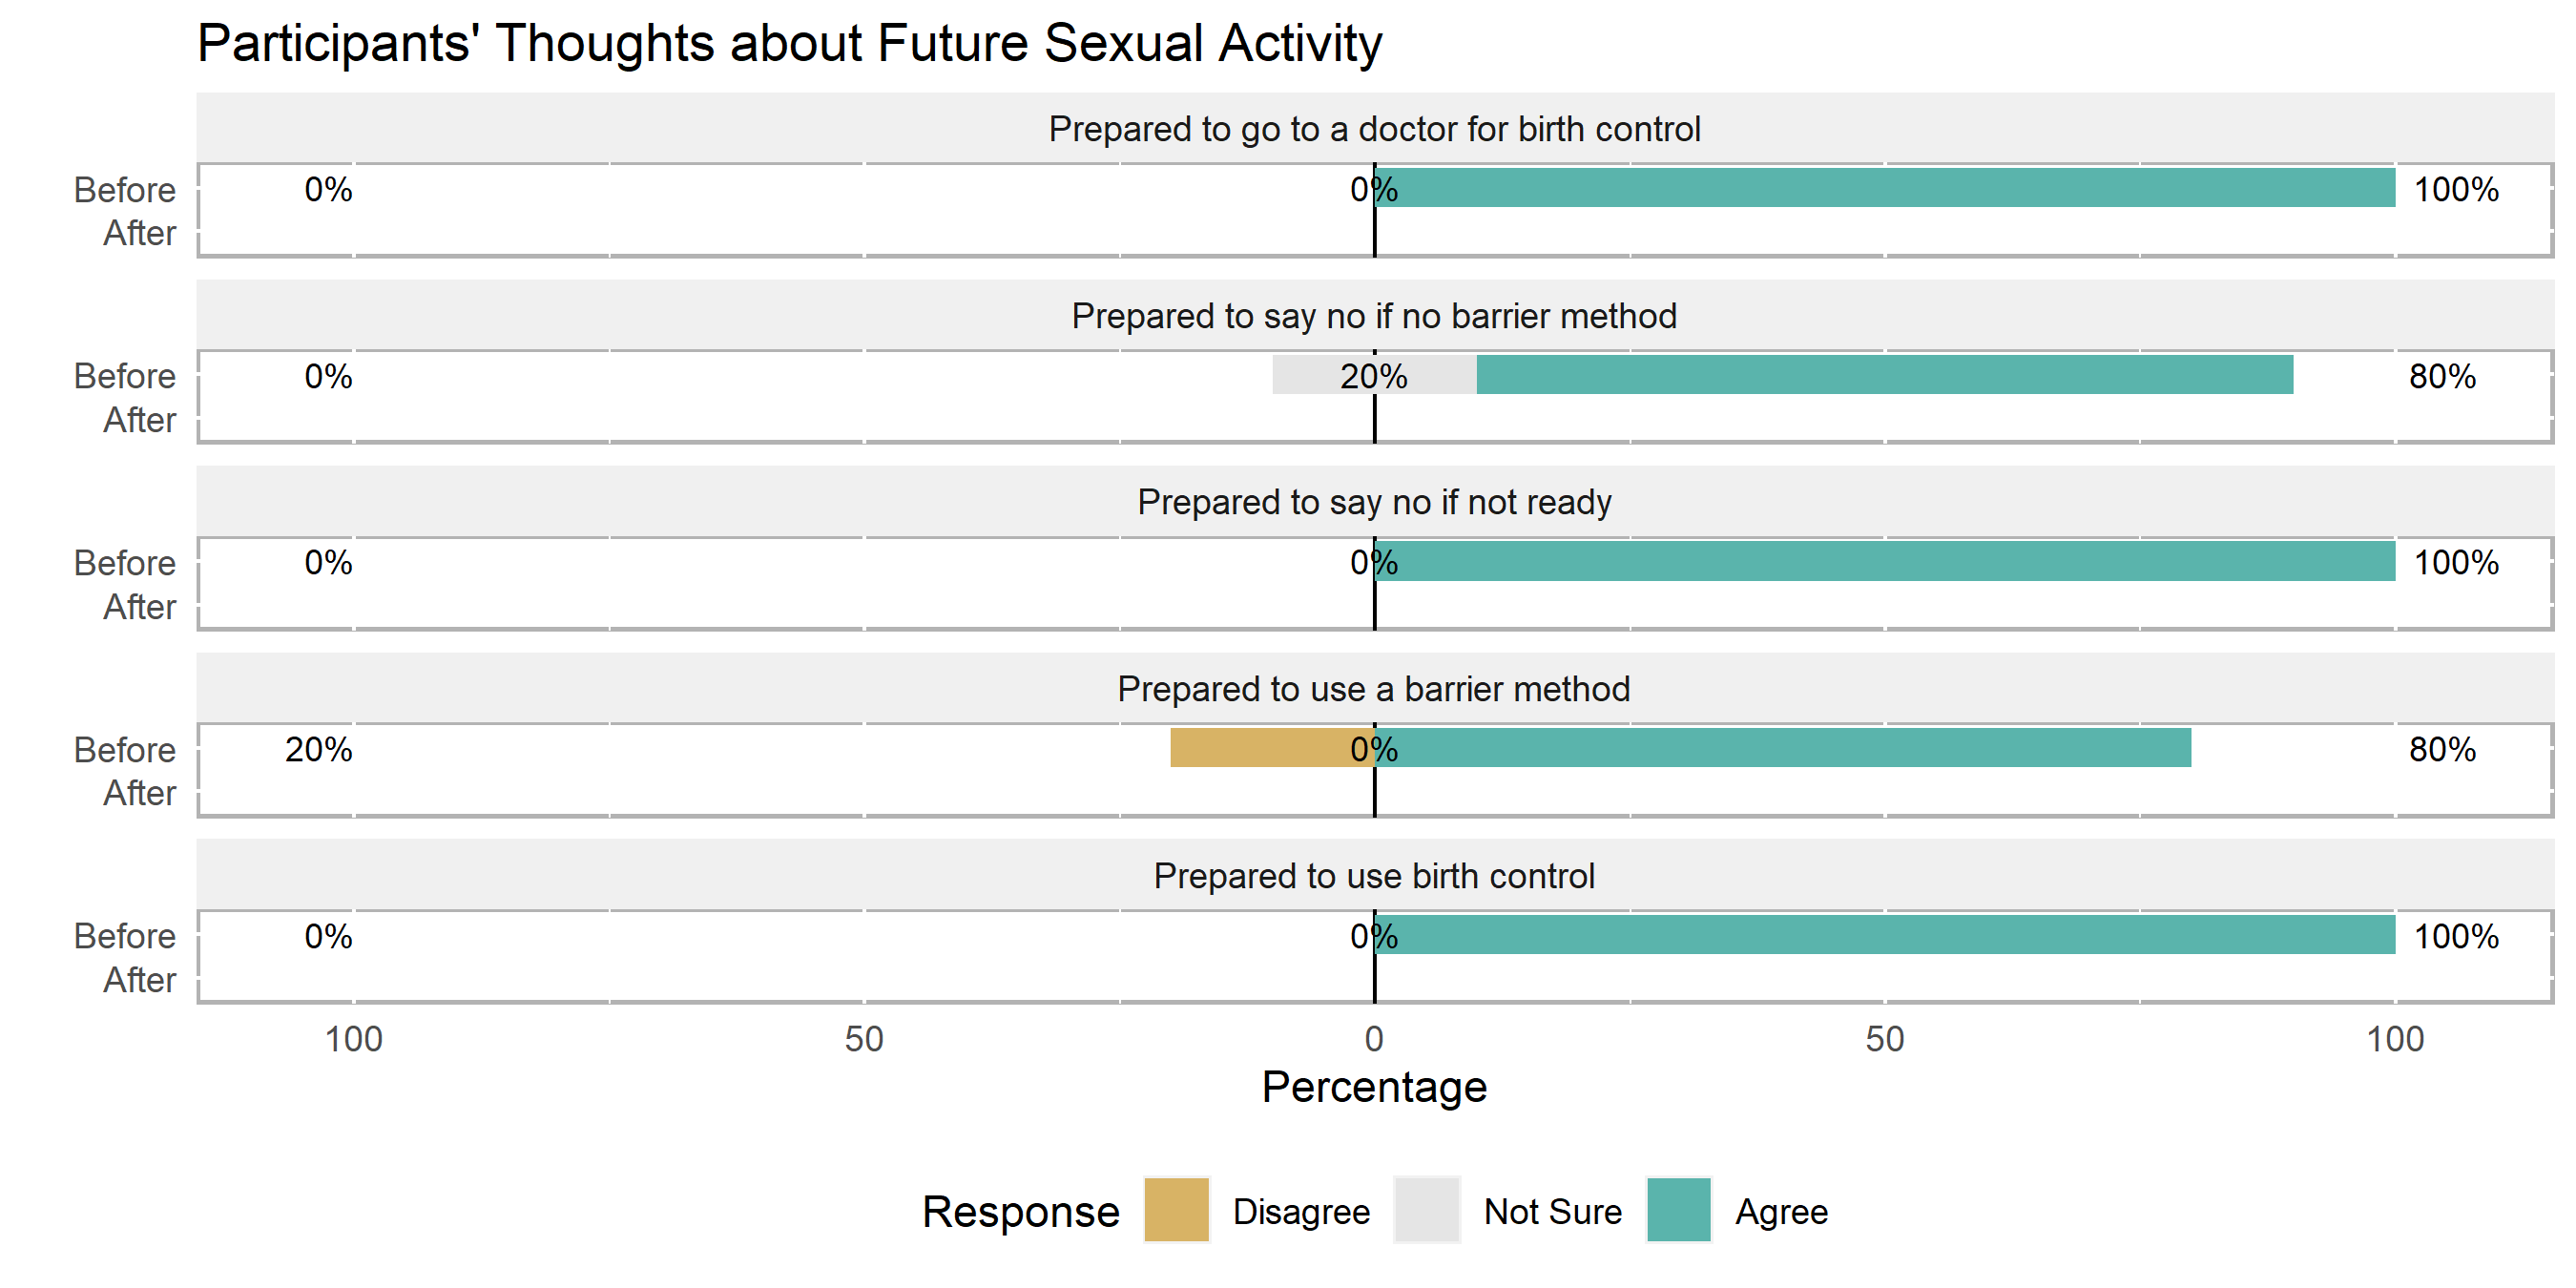 Participants' Thoughts about Future Sexual Activity
Prepared to go to a doctor for birth control
Before 0% 0% 100%
After
Prepared to say no if no barrier method
Before 0% 20% 80%
After
Prepared to say no if not ready
Before 0% 0% 100%
After
Prepared to use a barrier method
Before 20% 0% 80%
After
Prepared to use birth control
Before 0% 0% 100%
After
100 50 0 50 100
Percentage
Response Disagree Not Sure Agree